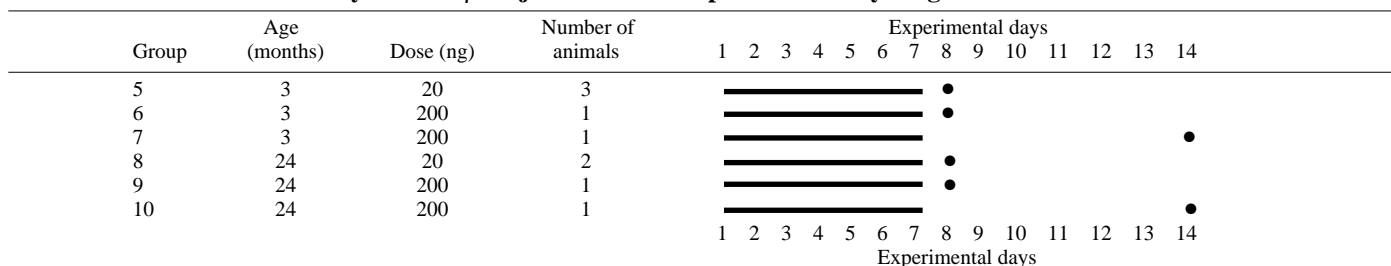 Age Number of Experimental days
Group (months) Dose (ng) animals 1 2 3 4 5 6 7 8 9 10 11 12 13 14
5 3 20 3
6 3 200 1
7 3 200 1
8 24 20 2
9 24 200 1
10 24 200 1
1 2 3 4 5 6 7 8 9 10 11 12 13 14
Experimental days